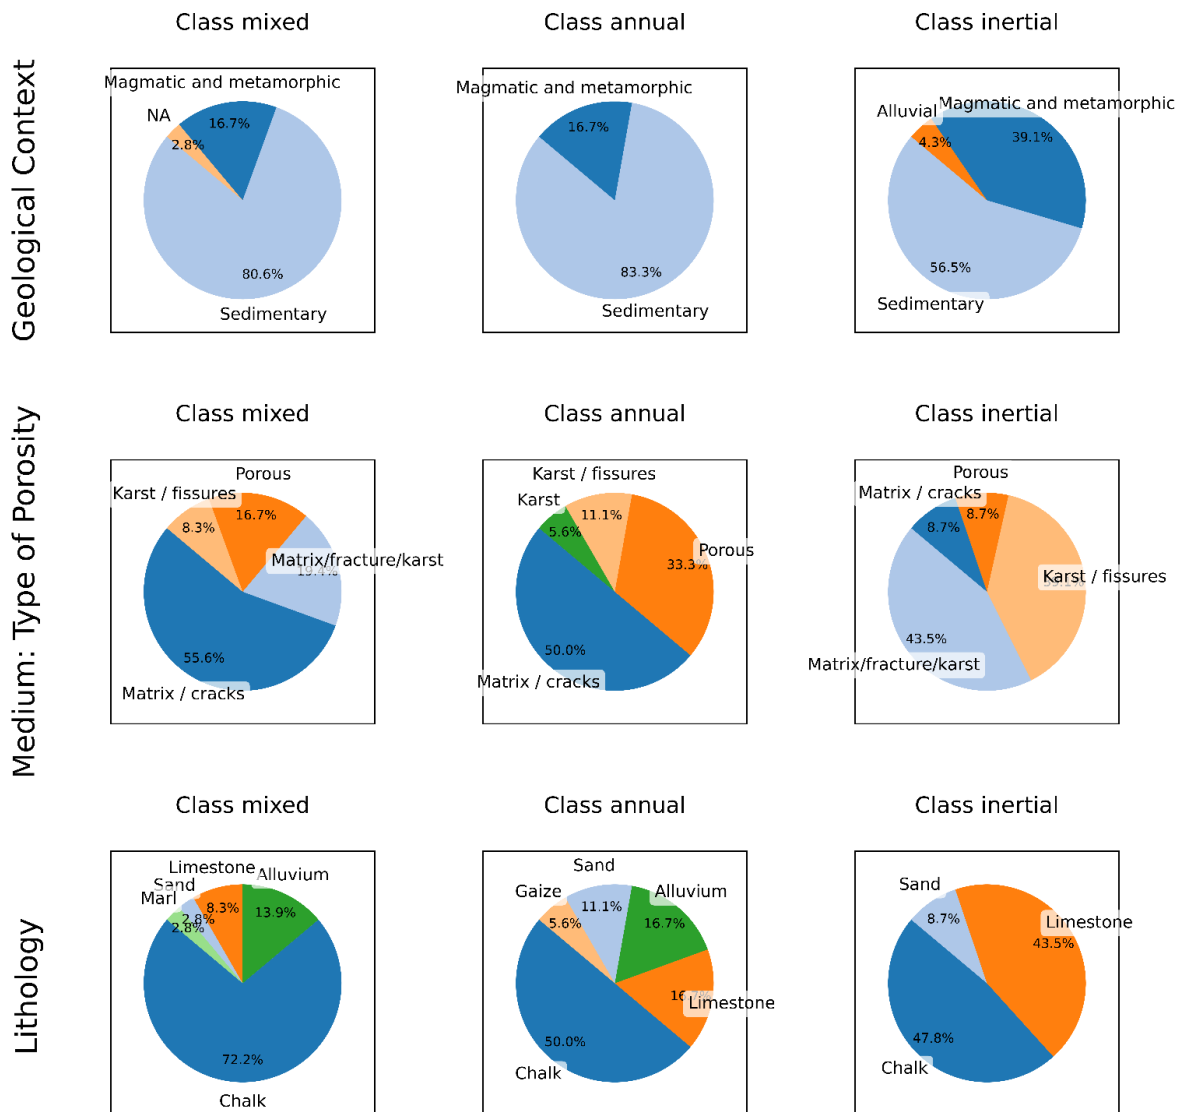 Class mixed
Class annual
Class inertial
Geological Context
Magmatic and metamorphic
NA
16.7%
2.8%
80.6%
Sedimentary
Magmatic and metamorphic
16.7%
83.3%
Sedimentary
Alluvial
Magmatic and metamorphic
39.1%
4.3%
56.5%
Sedimentary
Class mixed
Class annual
Class inertial
Medium: Type of Porosity
Porous
Karst / fissures
16.7%
8.3%
Matrix/fracture/karst
19.4%
55.6%
Matrix / cracks
Karst / fissures
Karst
11.1%
5.6%
Porous
33.3%
50.0%
Matrix / cracks
Porous
Matrix / cracks
8.7%
8.7%
Karst / fissures
43.5%
Matrix/fracture/karst
Class mixed
Class annual
Class inertial
Lithology
Limestone
Alluvium
Sand
Marl
8.3%
13.9%
2.8%
2.8%
72.2%
Chalk
Sand
Gaize
Alluvium
11.1%
5.6%
16.7%
Limestone
50.0%
Chalk
Sand
8.7%
Limestone
43.5%
47.8%
Chalk